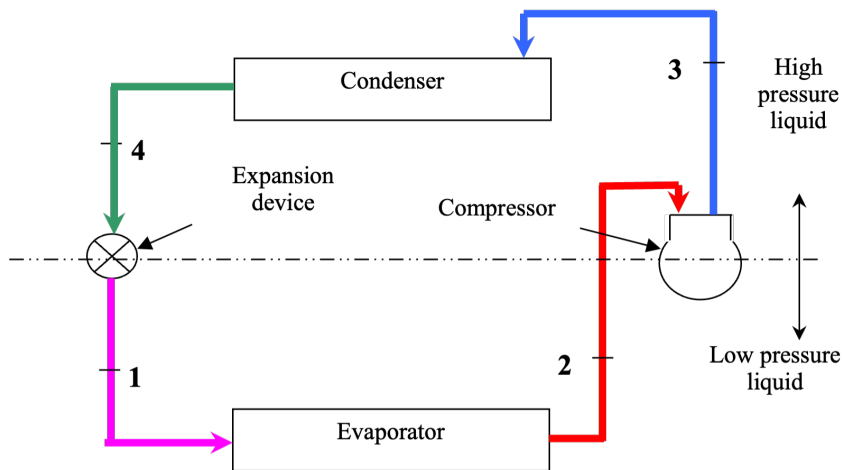 Condenser
3
High
pressure
liquid
4
Expansion
device
Compressor
1
2
Low pressure
liquid
Evaporator